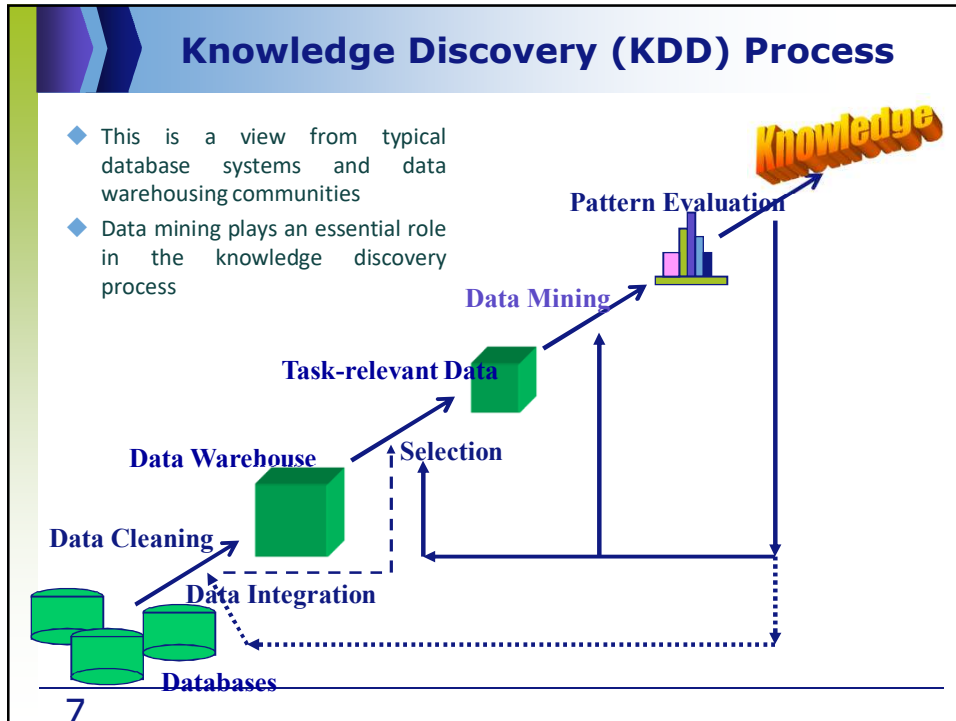 Knowledge Discovery (KDD) Process
This is a view from typical
database systems and data
warehousing communities
Data mining plays an essential role
in the knowledge discovery
process
Knowledge
Pattern Evaluation
Data Mining
Task-relevant Data
Selection
Data Warehouse
Data Cleaning
Data Integration
Databases
7